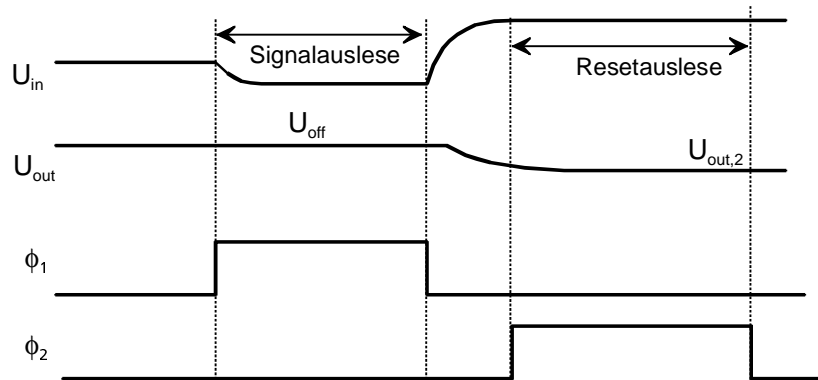 Signalauslese
Resetauslese
U_in
U_off
U_out
U_out,2
ϕ_1
ϕ_2